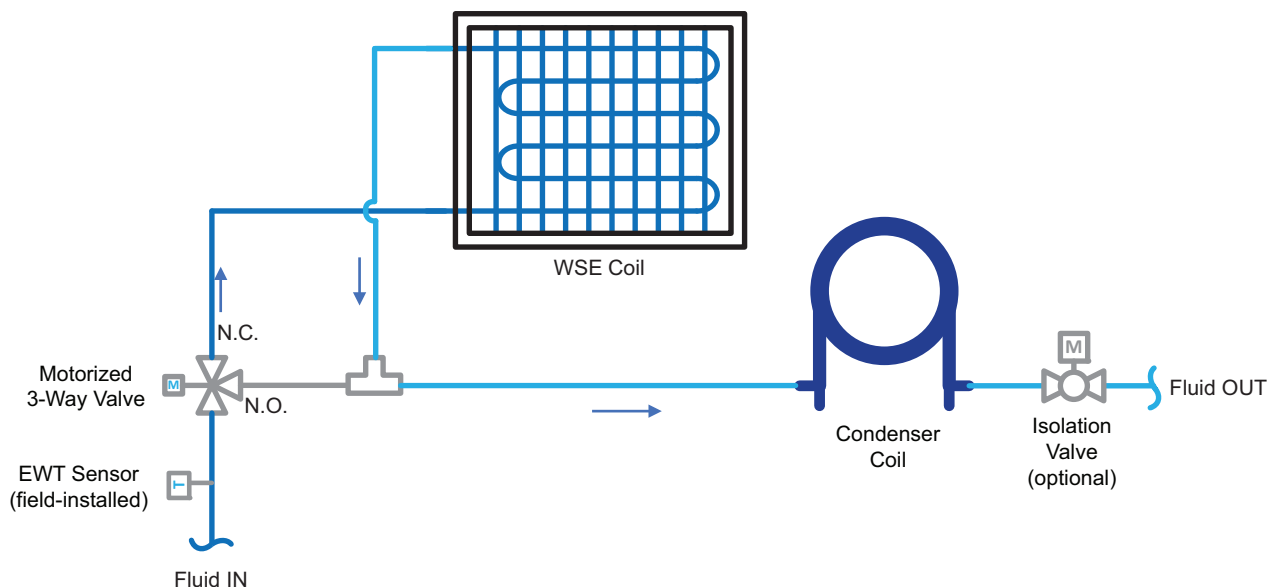 WSE Coil
N.C.
Motorized
3-Way Valve
M
N.O.
EWT Sensor
(field-installed)
T
Fluid IN
Condenser
Coil
M
Isolation
Valve
(optional)
Fluid OUT